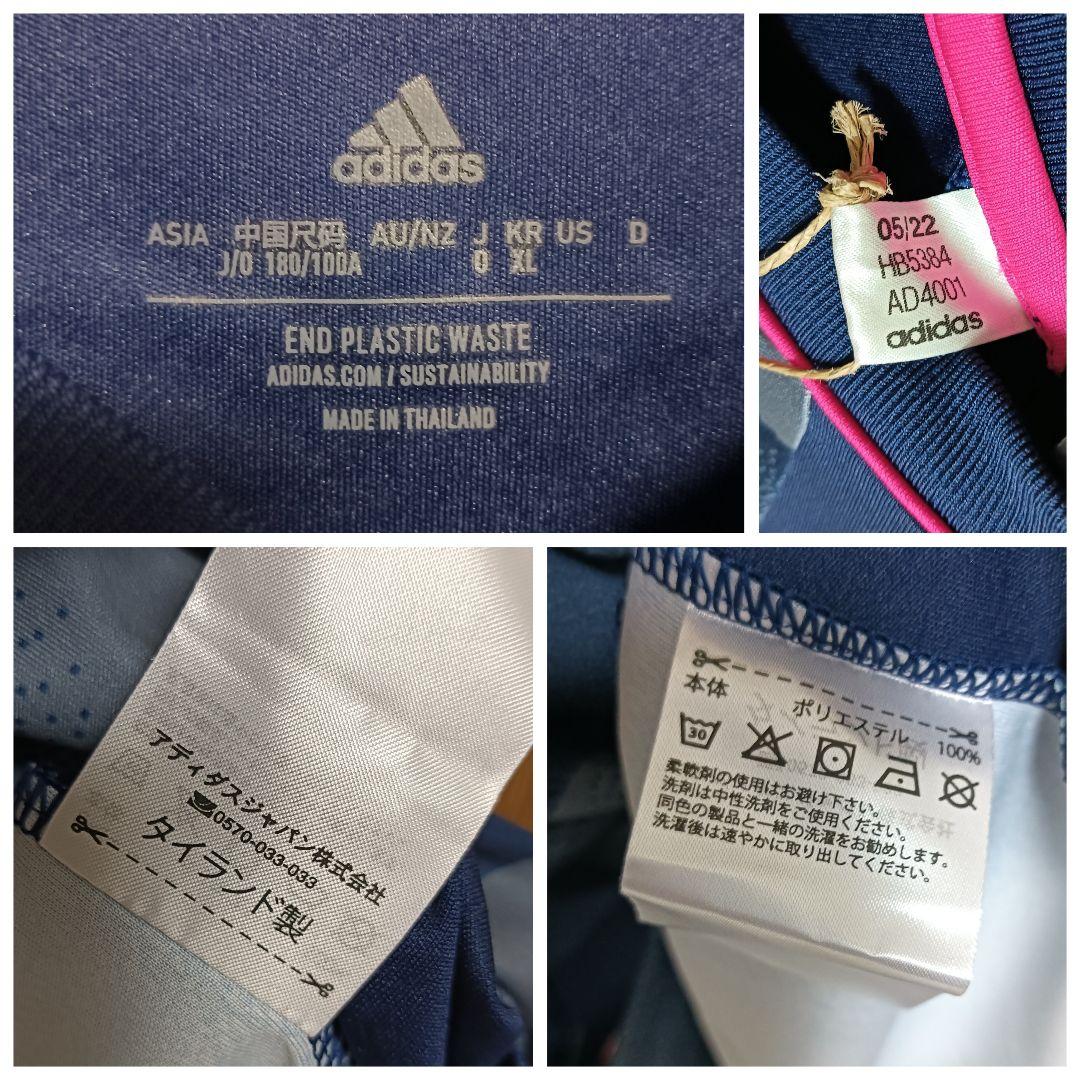 adidas
ASIA 中国尺码 AU/NZ J KR US D
J/O 180/100A O XL
END PLASTIC WASTE
ADIDAS.COM / SUSTAINABILITY
MADE IN THAILAND
05/22
HB5384
AD4001
adidas
アディダスジャパン株式会社
0570-033-033
タイランド製
本体
ポリエステル 100%
30
柔軟剤の使用はお避け下さい。
洗剤は中性洗剤をご使用ください。
同色の製品と一緒の洗濯をお勧めします。
洗濯後は速やかに取り出してください。